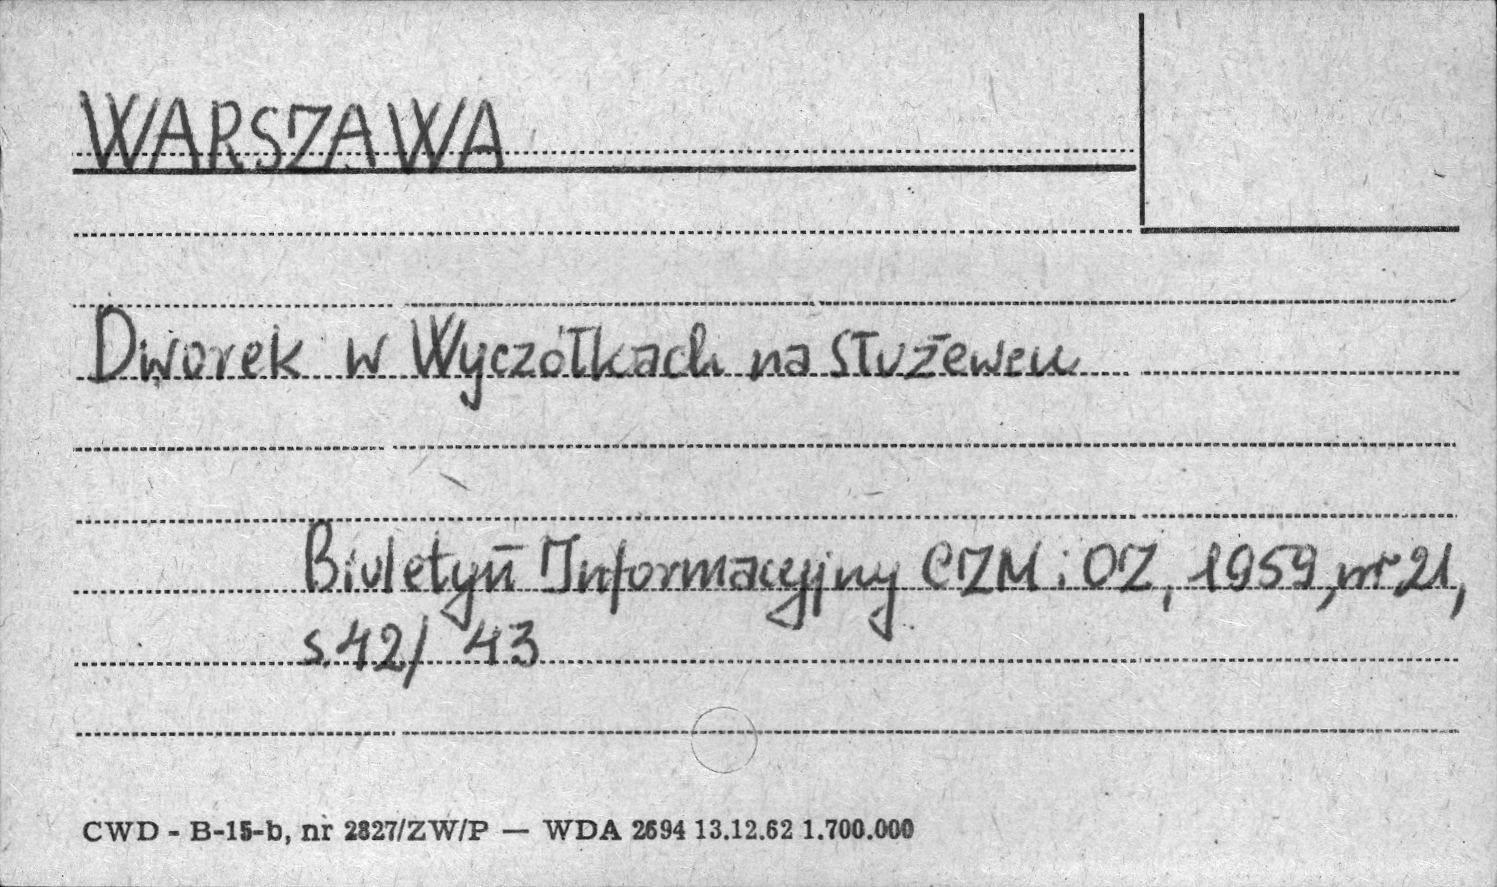 WARSZAWA
Dworek w Wyczółkach na Służewcu
Biuletyn Informacyjny CZM i OZ, 1959, nr 21,
s. 42/ 43
CWD - B-15-b, nr 2827/ZW/P — WDA 2694 13.12.62 1.700.000